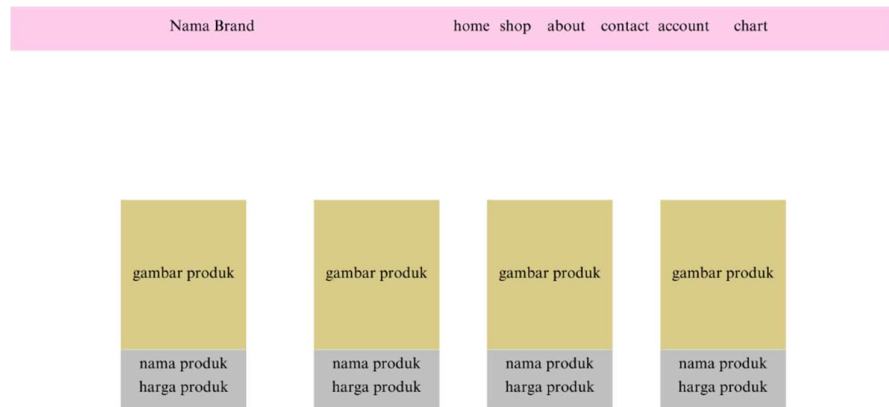 Nama Brand home shop about contact account chart
gambar produk gambar produk gambar produk gambar produk
nama produk nama produk nama produk nama produk
harga produk harga produk harga produk harga produk